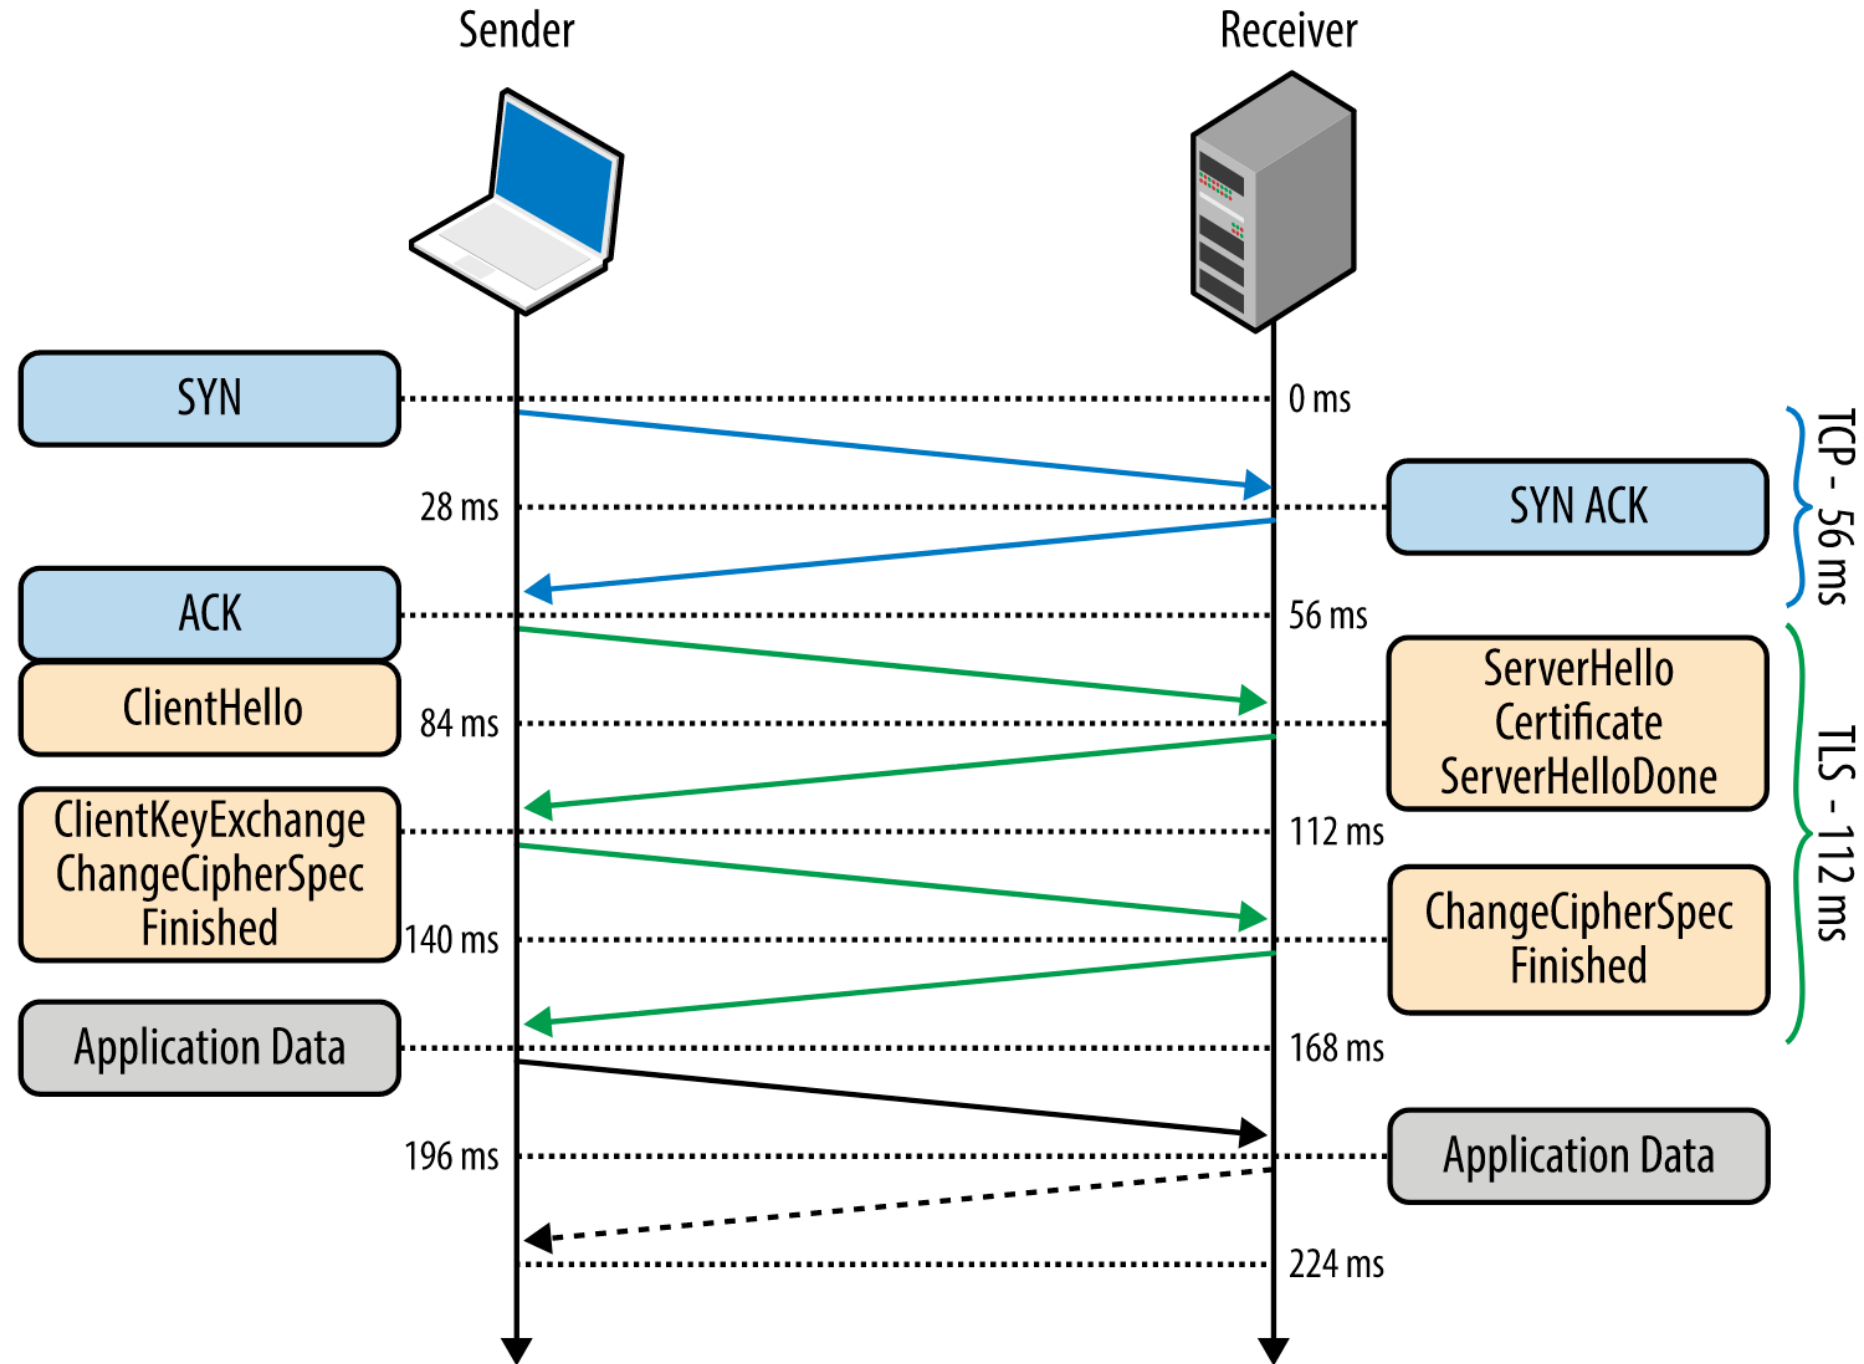 Sender
Receiver
SYN
0 ms
28 ms
SYN ACK
TCP - 56 ms
ACK
56 ms
ClientHello
84 ms
ServerHello
Certificate
ServerHelloDone
TLS - 112 ms
ClientKeyExchange
ChangeCipherSpec
Finished
112 ms
140 ms
ChangeCipherSpec
Finished
Application Data
168 ms
196 ms
Application Data
224 ms